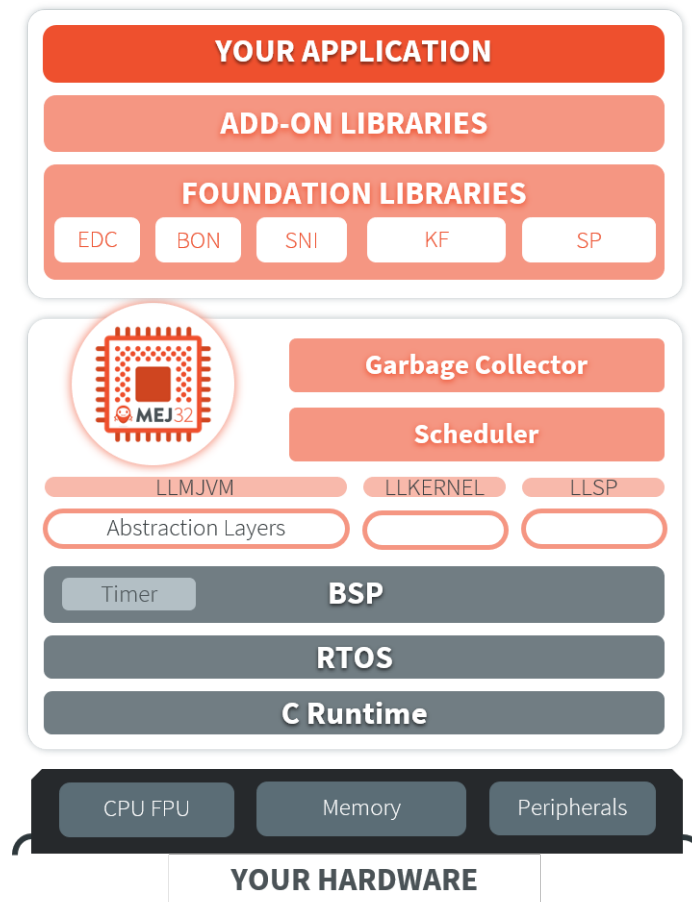 YOUR APPLICATION
ADD-ON LIBRARIES
FOUNDATION LIBRARIES
EDC BON SNI KF SP
MEJ32
Garbage Collector
Scheduler
LLMJVM LLKERNEL LLSP
Abstraction Layers
Timer BSP
RTOS
C Runtime
CPU FPU Memory Peripherals
YOUR HARDWARE